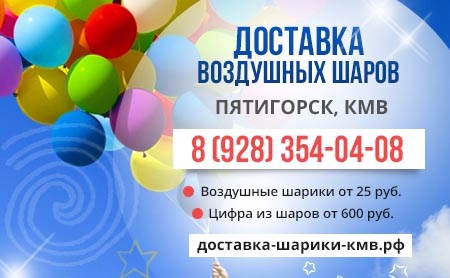 ДОСТАВКА
ВОЗДУШНЫХ ШАРОВ
ПЯТИГОРСК, КМВ
8 (928) 354-04-08
Воздушные шарики от 25 руб.
Цифра из шаров от 600 руб.
доставка-шарики-кмв.рф